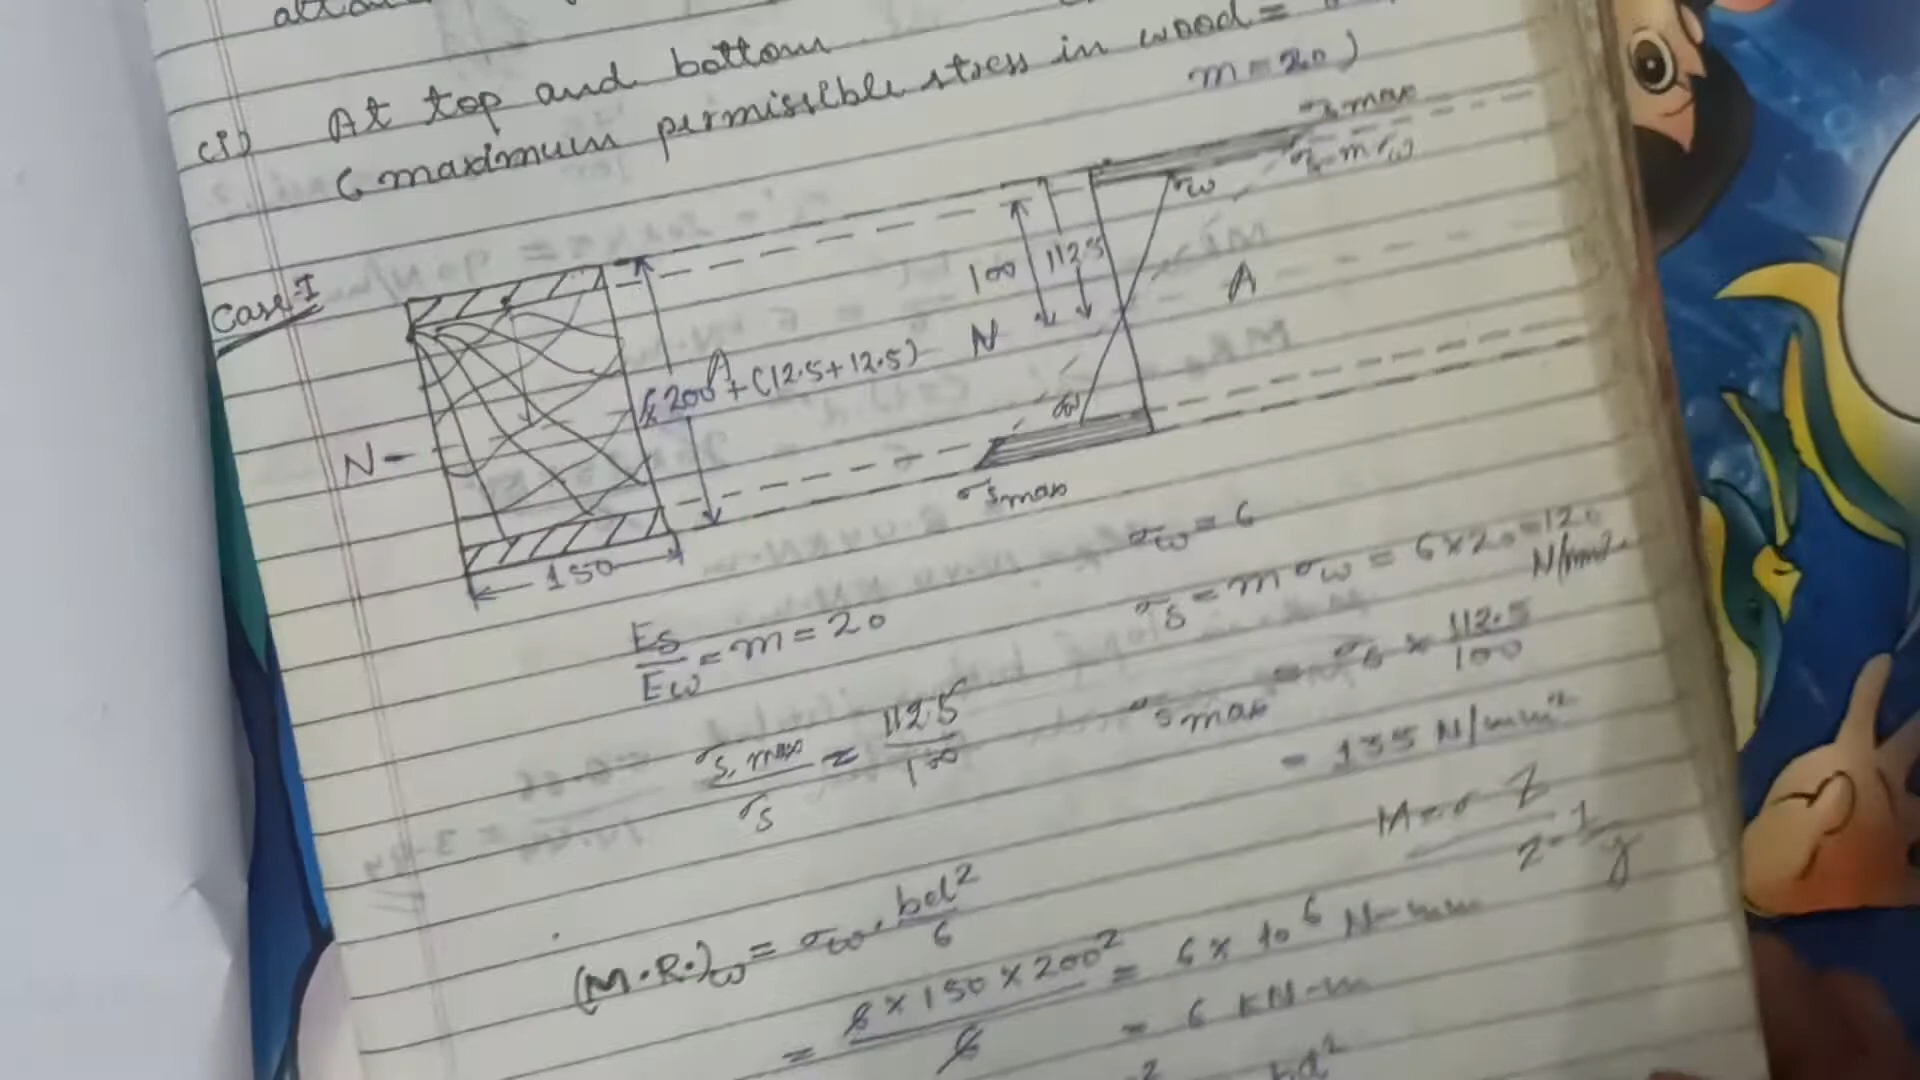 (i) At top and bottom
( maximum permissible stress in wood =
m = 20 )
Case-I
σs max
σs = m σw
σw
100
112.5
N
A
200 + (12.5 + 12.5)
A
N -
σw
σs max
150
σw = 6
Es/Ew = m = 20
σs = m σw = 6 × 20 = 120 N/mm²
σs max/σs = 112.5/100
σs max = σs × 112.5/100
= 135 N/mm²
M = σ Z
Z = I/y
(M.R.)w = σw . bd²/6
= 6 × 150 × 200²/6 = 6 × 10⁶ N-mm
= 6 KN-m
bd²